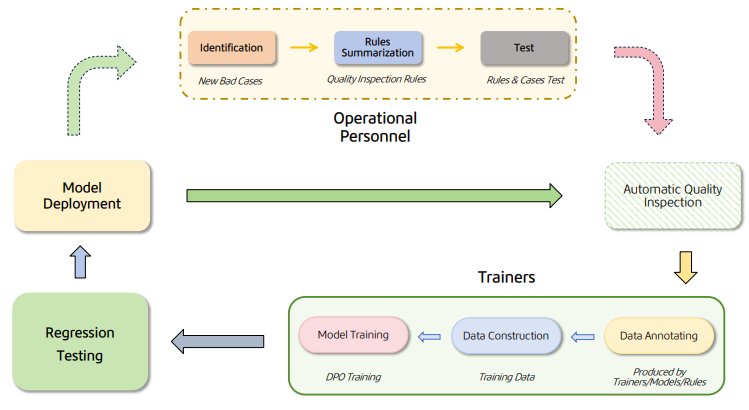 Identification
Rules
Summarization
Test
New Bad Cases
Quality Inspection Rules
Rules & Cases Test
Operational
Personnel
Model
Deployment
Automatic Quality
Inspection
Trainers
Regression
Testing
Model Training
Data Construction
Data Annotating
DPO Training
Training Data
Produced by
Trainers/Models/Rules